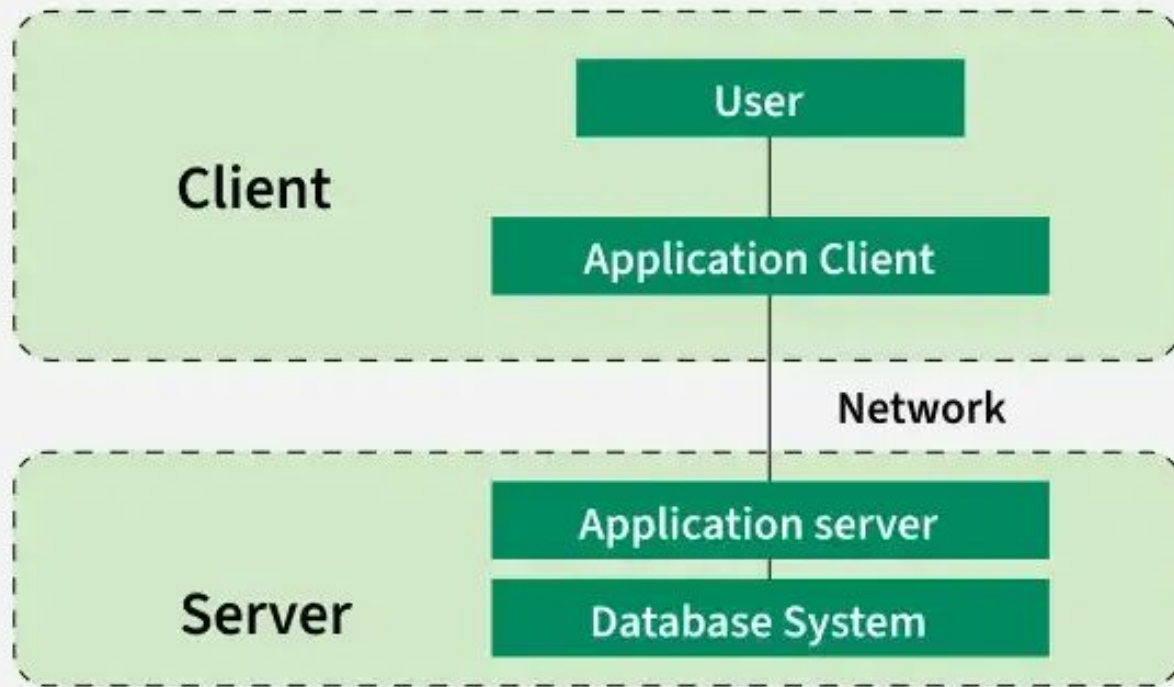 User
Client
Application Client
Network
Application server
Server
Database System